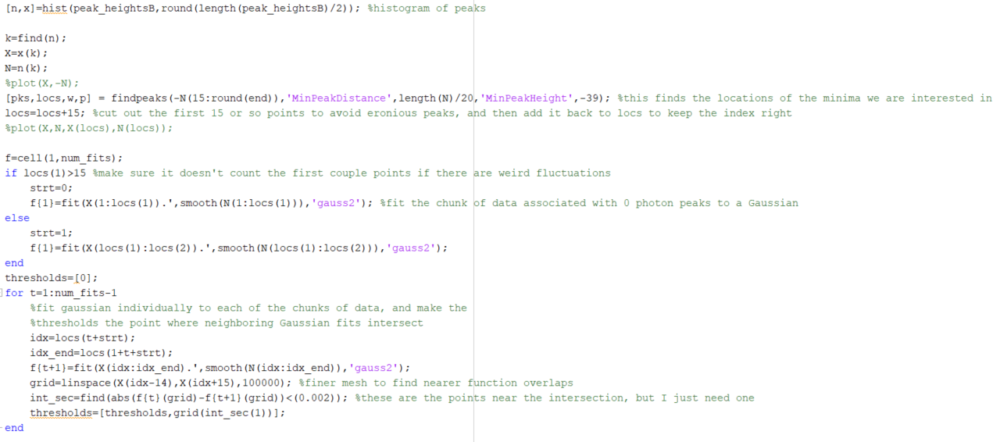 [n,x]=hist(peak_heightsB,round(length(peak_heightsB)/2)); %histogram of peaks
k=find(n);
X=x(k);
N=n(k);
%plot(X,-N);
[pks,locs,w,p] = findpeaks(-N(15:round(end)),'MinPeakDistance',length(N)/20,'MinPeakHeight',-39); %this finds the locations of the minima we are interested in
locs=locs+15; %cut out the first 15 or so points to avoid eronious peaks, and then add it back to locs to keep the index right
%plot(X,N,X(locs),N(locs));
f=cell(1,num_fits);
if locs(1)>15 %make sure it doesn't count the first couple points if there are weird fluctuations
    strt=0;
    f{1}=fit(X(1:locs(1)).',smooth(N(1:locs(1))),'gauss2'); %fit the chunk of data associated with 0 photon peaks to a Gaussian
else
    strt=1;
    f{1}=fit(X(locs(1):locs(2)).',smooth(N(locs(1):locs(2))),'gauss2');
end
thresholds=[0];
for t=1:num_fits-1
    %fit gaussian individually to each of the chunks of data, and make the
    %thresholds the point where neighboring Gaussian fits intersect
    idx=locs(t+strt);
    idx_end=locs(1+t+strt);
    f{t+1}=fit(X(idx:idx_end).',smooth(N(idx:idx_end)),'gauss2');
    grid=linspace(X(idx-14),X(idx+15),100000); %finer mesh to find nearer function overlaps
    int_sec=find(abs(f{t}(grid)-f{t+1}(grid))<(0.002)); %these are the points near the intersection, but I just need one
    thresholds=[thresholds,grid(int_sec(1))];
end